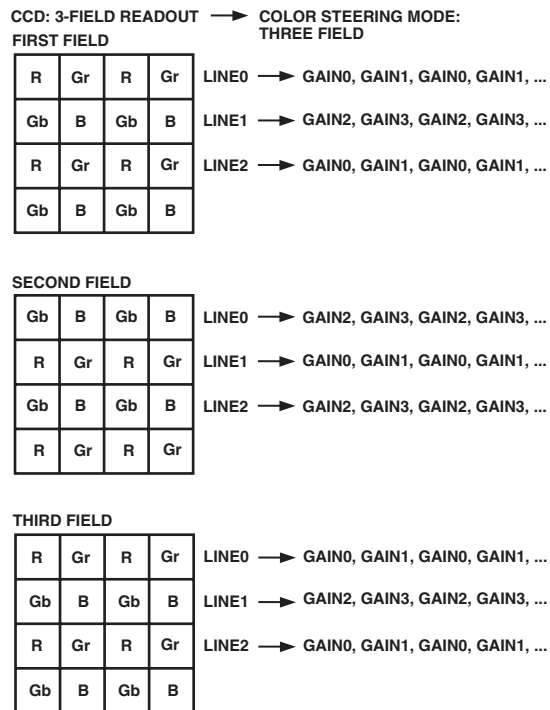 CCD: 3-FIELD READOUT → COLOR STEERING MODE:
THREE FIELD
FIRST FIELD
R Gr R Gr LINE0 → GAIN0, GAIN1, GAIN0, GAIN1, ...
Gb B Gb B LINE1 → GAIN2, GAIN3, GAIN2, GAIN3, ...
R Gr R Gr LINE2 → GAIN0, GAIN1, GAIN0, GAIN1, ...
Gb B Gb B
SECOND FIELD
Gb B Gb B LINE0 → GAIN2, GAIN3, GAIN2, GAIN3, ...
R Gr R Gr LINE1 → GAIN0, GAIN1, GAIN0, GAIN1, ...
Gb B Gb B LINE2 → GAIN2, GAIN3, GAIN2, GAIN3, ...
R Gr R Gr
THIRD FIELD
R Gr R Gr LINE0 → GAIN0, GAIN1, GAIN0, GAIN1, ...
Gb B Gb B LINE1 → GAIN2, GAIN3, GAIN2, GAIN3, ...
R Gr R Gr LINE2 → GAIN0, GAIN1, GAIN0, GAIN1, ...
Gb B Gb B